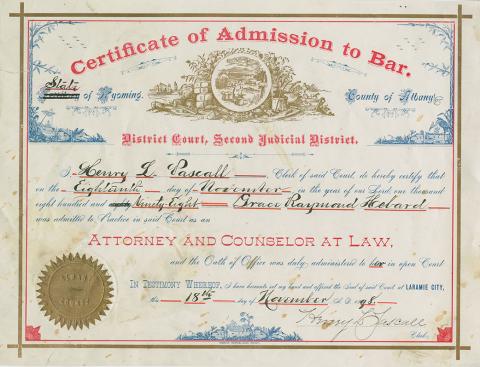 Certificate of Admission to Bar.
State of Wyoming. County of Albany
District Court, Second Judicial District.
I Henry L. Pascall Clerk of said Court, do hereby certify that
on the Eighteenth day of November in the year of our Lord, one thousand
eight hundred and Ninety Eight Grace Raymond Hebard
was admitted to Practice in said Court as an
ATTORNEY AND COUNSELOR AT LAW,
and the Oath of Office was duly administered to her in open Court
IN TESTIMONY WHEREOF, I have hereunto set my hand and affixed the Seal of said Court at LARAMIE CITY,
this 18th day of November A. D. 1898.
Henry L. Pascall
Clerk.